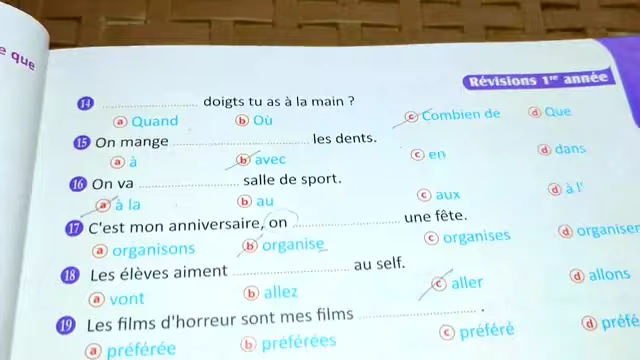 e que
Révisions 1re année
14 .................... doigts tu as à la main ?
a Quand b Où c Combien de d Que
15 On mange .................... les dents.
a à b avec c en d dans
16 On va .................... salle de sport.
a à la b au c aux d à l'
17 C'est mon anniversaire, on .................... une fête.
a organisons b organise c organises d organiser
18 Les élèves aiment .................... au self.
a vont b allez c aller d allons
19 Les films d'horreur sont mes films .................... .
a préférée b préférées c préféré d préfé